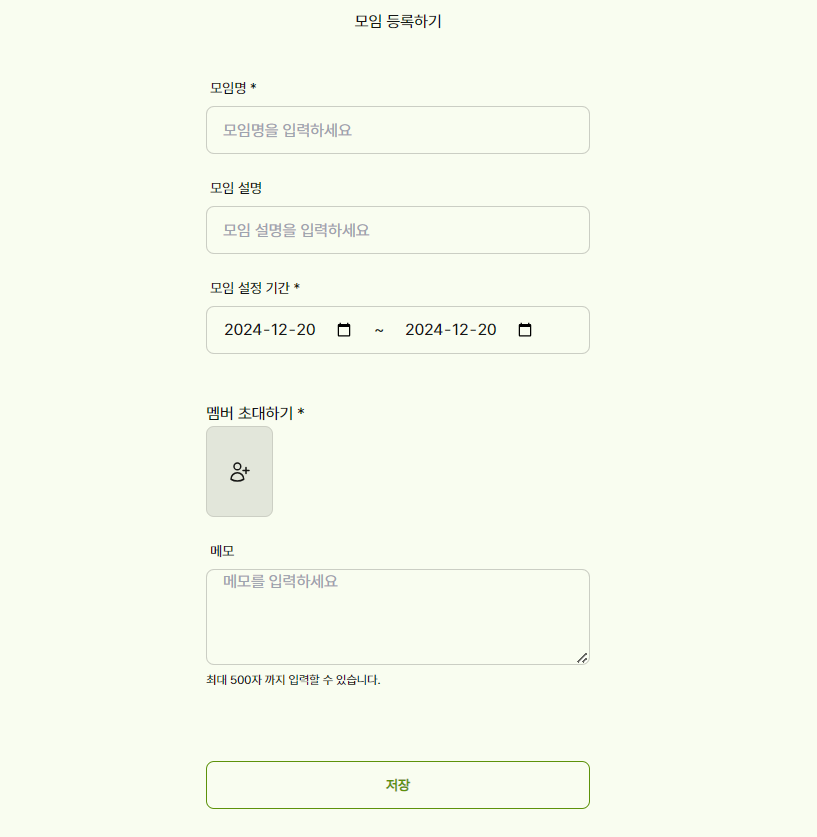 모임 등록하기
모임명 *
모임명을 입력하세요
모임 설명
모임 설명을 입력하세요
모임 설정 기간 *
2024-12-20 ~ 2024-12-20
멤버 초대하기 *
메모
메모를 입력하세요
최대 500자 까지 입력할 수 있습니다.
저장